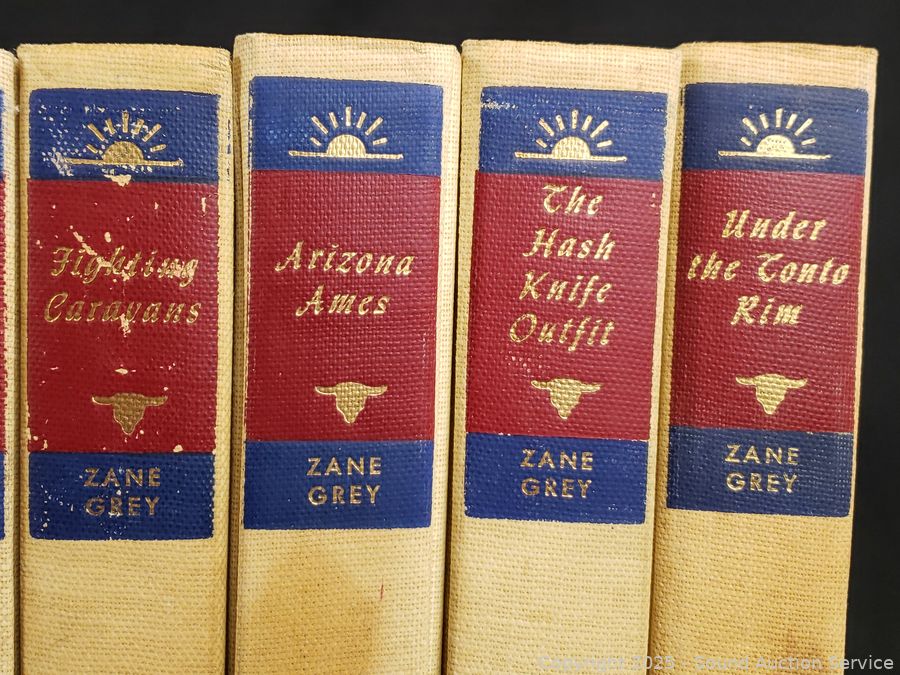 Fighting
Caravans
ZANE
GREY
Arizona
Ames
ZANE
GREY
The
Hash
Knife
Outfit
ZANE
GREY
Under
the Tonto
Rim
ZANE
GREY
Copyright 2025 - Sound Auction Service